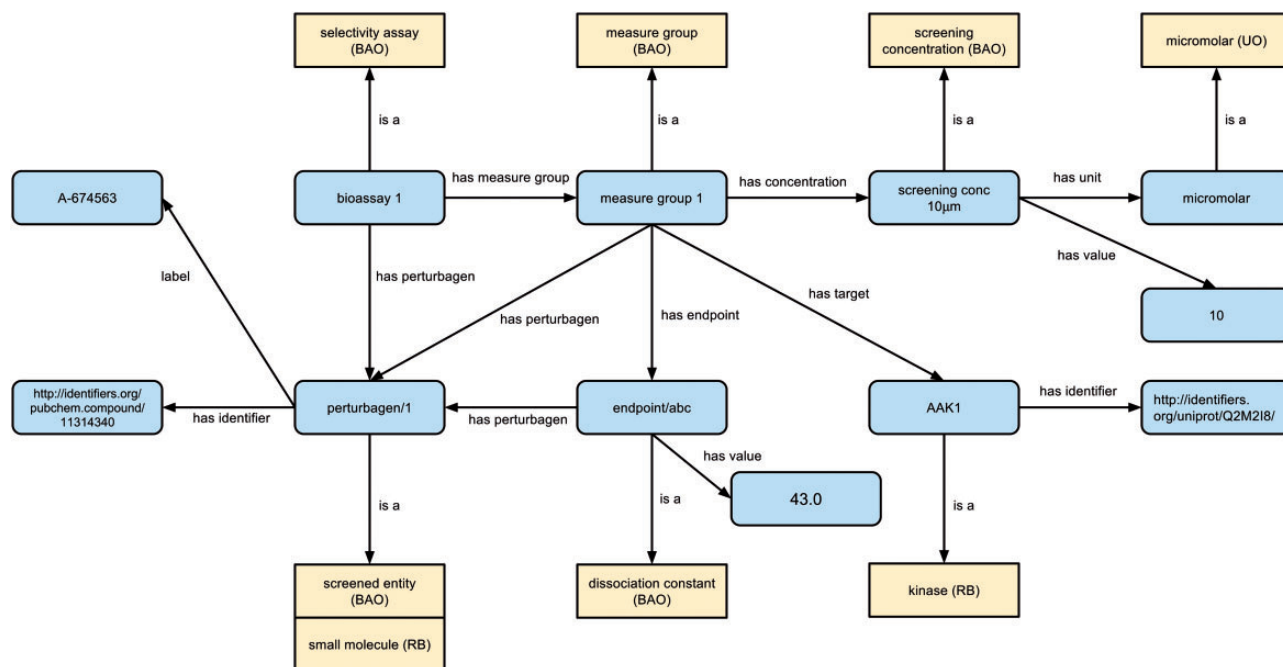 selectivity assay
(BAO)
measure group
(BAO)
screening
concentration (BAO)
micromolar (UO)
is a
is a
is a
is a
A-674563
bioassay 1
has measure group
measure group 1
has concentration
screening conc
10μm
has unit
micromolar
label
has perturbagen
has perturbagen
has endpoint
has target
has value
10
http://identifiers.org/
pubchem.compound/
11314340
has identifier
perturbagen/1
has perturbagen
endpoint/abc
AAK1
has identifier
http://identifiers.
org/uniprot/Q2M2I8/
has value
43.0
is a
is a
is a
screened entity
(BAO)
small molecule (RB)
dissociation constant
(BAO)
kinase (RB)